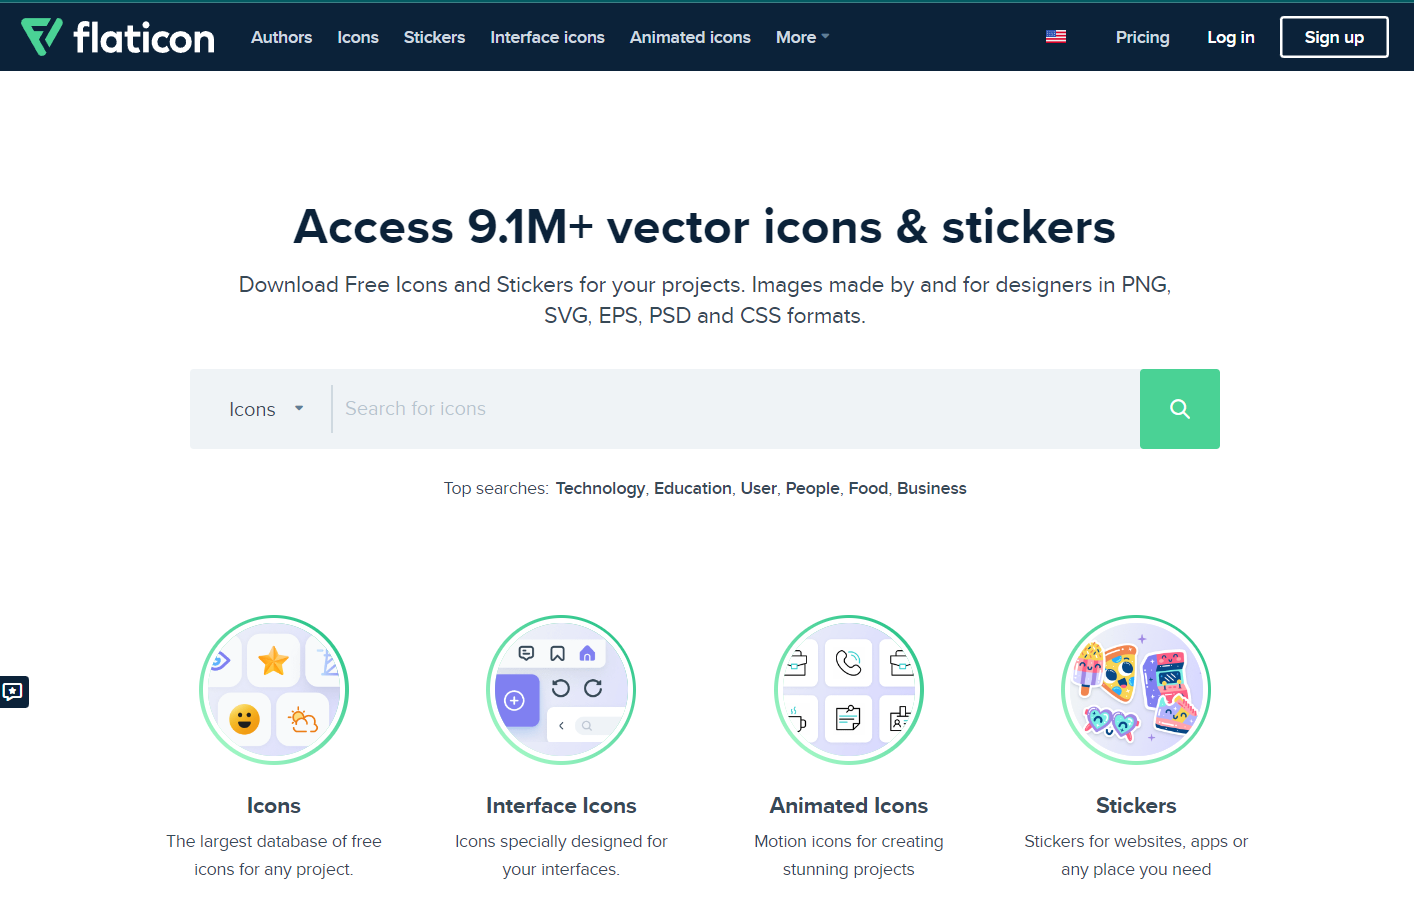 flaticon
Authors Icons Stickers Interface icons Animated icons More Pricing Log in Sign up
Access 9.1M+ vector icons & stickers
Download Free Icons and Stickers for your projects. Images made by and for designers in PNG,
SVG, EPS, PSD and CSS formats.
Icons Search for icons
Top searches: Technology, Education, User, People, Food, Business
Icons
The largest database of free
icons for any project.
Interface Icons
Icons specially designed for
your interfaces.
Animated Icons
Motion icons for creating
stunning projects
Stickers
Stickers for websites, apps or
any place you need